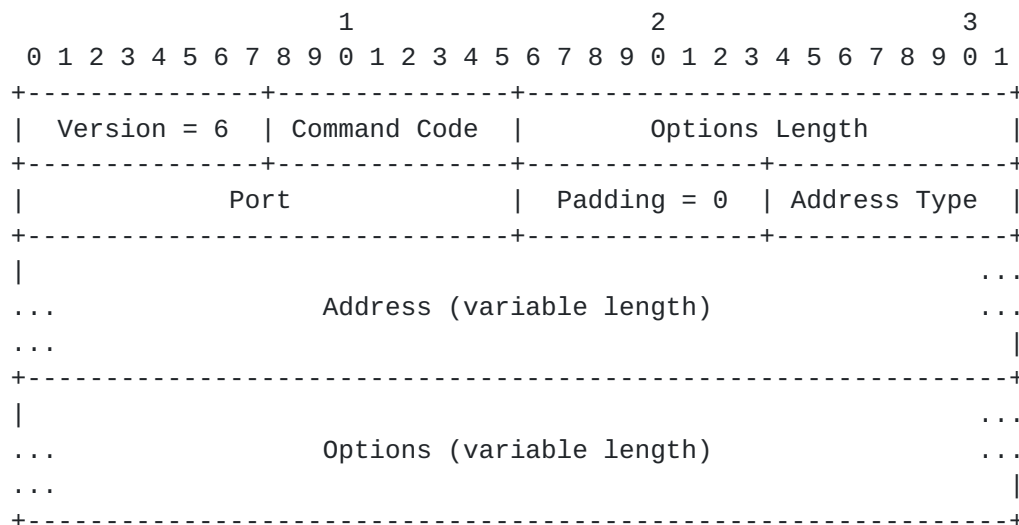 1                   2                   3
 0 1 2 3 4 5 6 7 8 9 0 1 2 3 4 5 6 7 8 9 0 1 2 3 4 5 6 7 8 9 0 1
+---------------+---------------+-------------------------------+
|  Version = 6  | Command Code  |        Options Length         |
+---------------+---------------+---------------+---------------+
|             Port              |  Padding = 0  | Address Type  |
+-------------------------------+---------------+---------------+
|                                                             ...
...                 Address (variable length)                 ...
...                                                             |
+---------------------------------------------------------------+
|                                                             ...
...                 Options (variable length)                 ...
...                                                             |
+---------------------------------------------------------------+